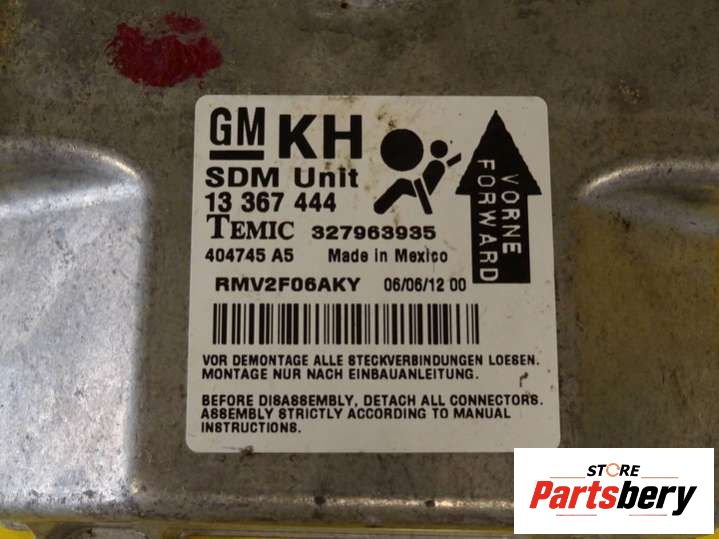 GM KH
SDM Unit
13 367 444
TEMIC 327963935
404745 A5 Made in Mexico
RMV2F06AKY 06/06/12 00
VORNE
FORWARD
VOR DEMONTAGE ALLE STECKVERBINDUNGEN LOESEN.
MONTAGE NUR NACH EINBAUANLEITUNG.
BEFORE DISASSEMBLY, DETACH ALL CONNECTORS.
ASSEMBLY STRICTLY ACCORDING TO MANUAL
INSTRUCTIONS.
STORE
Partsbery